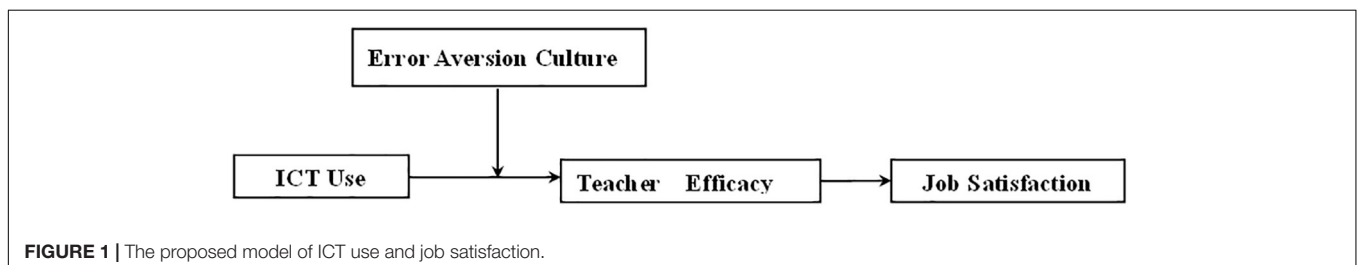 Error Aversion Culture
ICT Use
Teacher Efficacy
Job Satisfaction
FIGURE 1 | The proposed model of ICT use and job satisfaction.